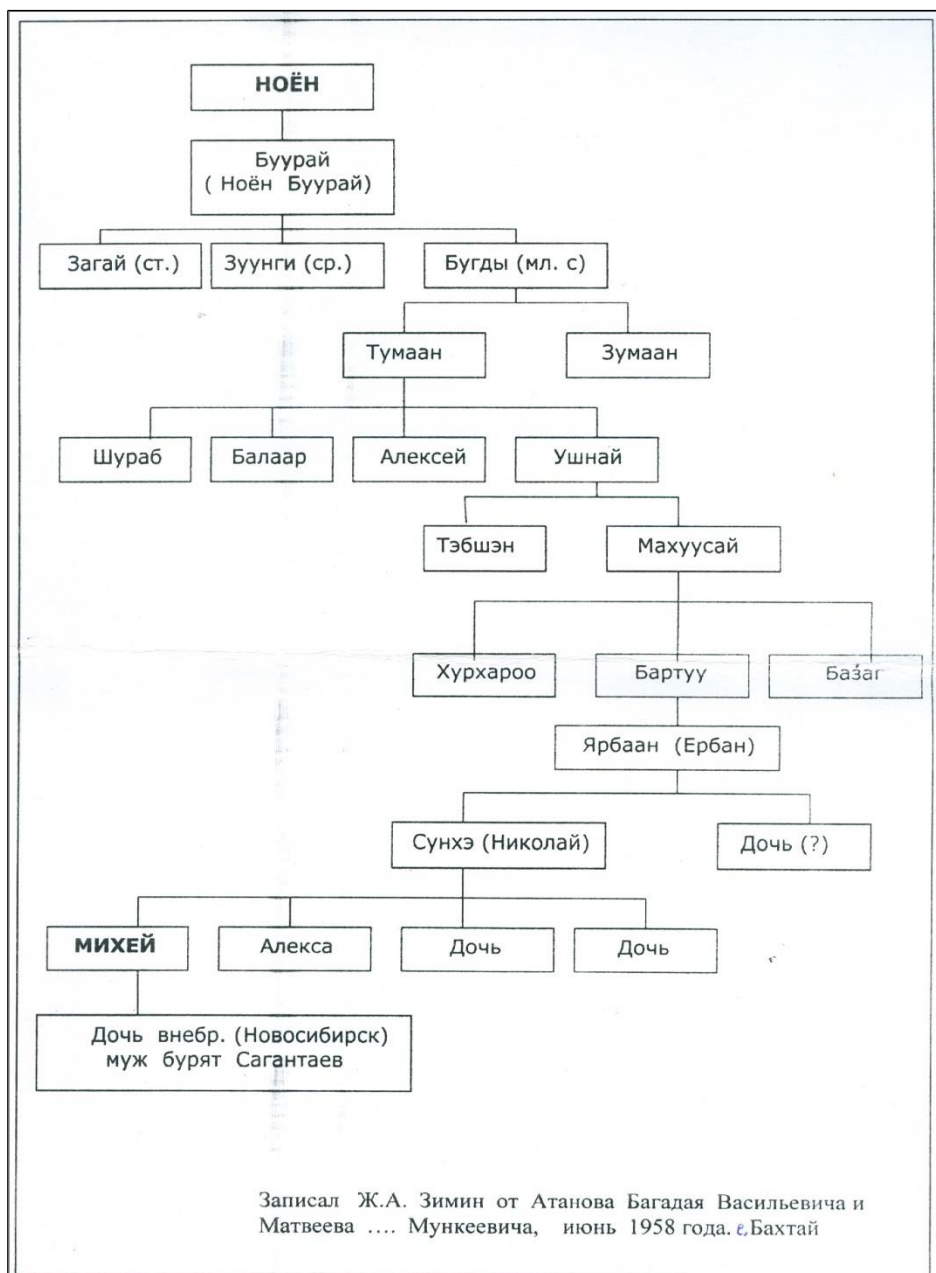 НОЁН
Буурай
( Ноён Буурай)
Загай (ст.)
Зуунги (ср.)
Бугды (мл. с)
Тумаан
Зумаан
Шураб
Балаар
Алексей
Ушнай
Тэбшэн
Махуусай
Хурхароо
Бартуу
Базаг
Ярбаан (Ербан)
Сунхэ (Николай)
Дочь (?)
МИХЕЙ
Алекса
Дочь
Дочь
Дочь внебр. (Новосибирск)
муж бурят Сагантаев
Записал Ж.А. Зимин от Атанова Багадая Васильевича и
Матвеева .... Мункеевича, июнь 1958 года. с. Бахтай